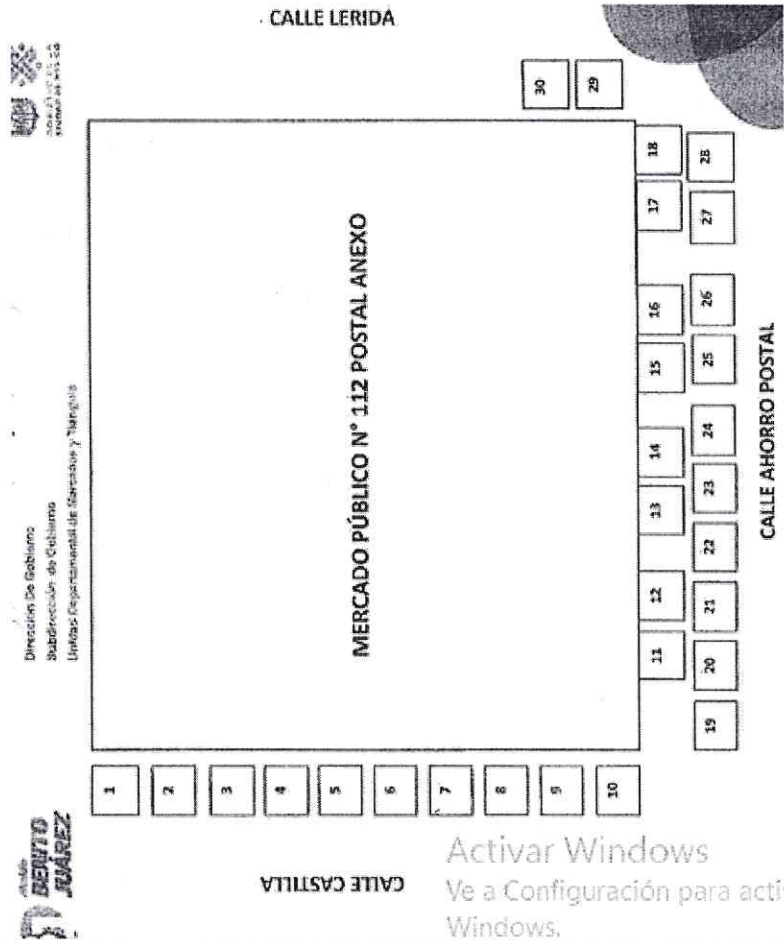 CALLE LERIDA
BENITO
JUÁREZ
Dirección De Gobierno
Subdirección de Gobierno
Unidad Departamental de Mercados y Tianguis
MERCADO PÚBLICO N° 112 POSTAL ANEXO
CALLE CASTILLA
1
2
3
4
5
6
7
8
9
10
11
12
13
14
15
16
17
18
19
20
21
22
23
24
25
26
27
28
30
29
CALLE AHORRO POSTAL
Activar Windows
Ve a Configuración para acti
Windows.